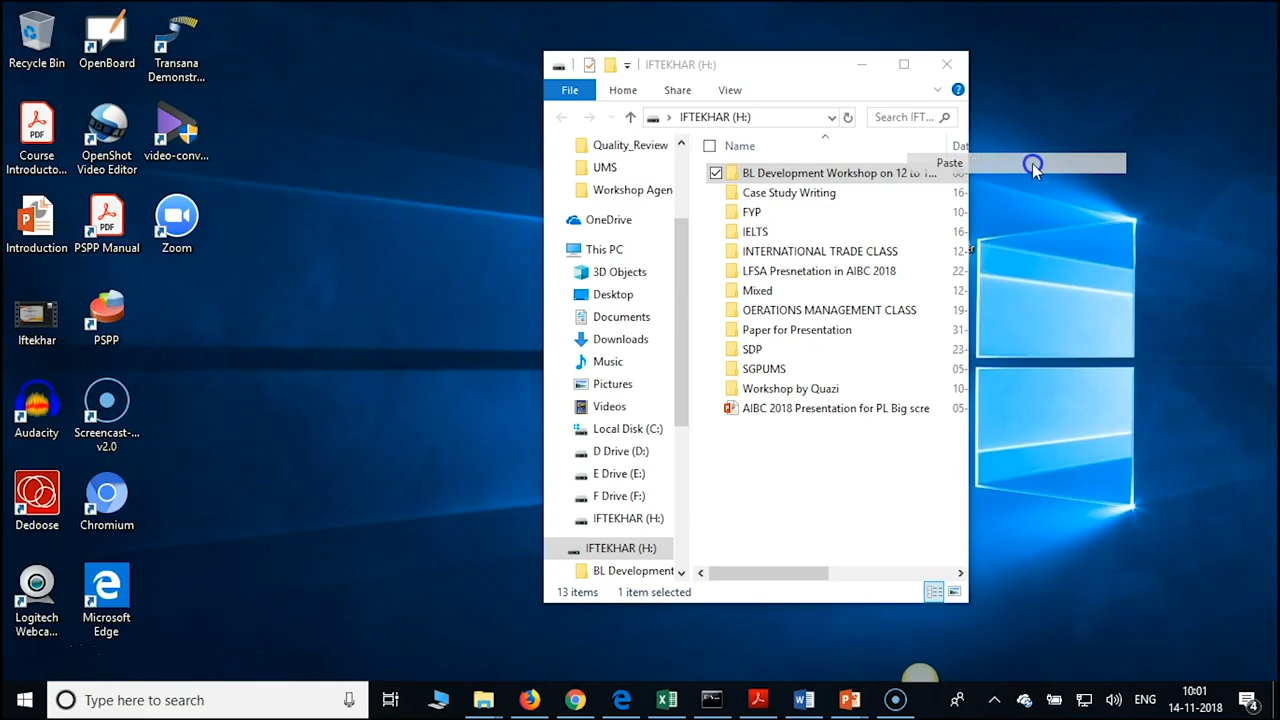 Recycle Bin
OpenBoard
Transana
Demonstr...
PDF
Course
Introductio...
OpenShot
Video Editor
video-conv...
Introduction
PDF
PSPP Manual
Zoom
Iftekhar
PSPP
Audacity
Screencast-...
v2.0
Dedoose
Chromium
Logitech
Webca...
Microsoft
Edge
IFTEKHAR (H:)
File
Home
Share
View
IFTEKHAR (H:)
Search IFT...
Quality_Review
UMS
Workshop Agen
OneDrive
This PC
3D Objects
Desktop
Documents
Downloads
Music
Pictures
Videos
Local Disk (C:)
D Drive (D:)
E Drive (E:)
F Drive (F:)
IFTEKHAR (H:)
IFTEKHAR (H:)
BL Development
Name
Da
BL Development Workshop on 12 to 1...
Case Study Writing
16-
FYP
10-
IELTS
16-
INTERNATIONAL TRADE CLASS
12-
LFSA Presnetation in AIBC 2018
22-
Mixed
12-
OERATIONS MANAGEMENT CLASS
19-
Paper for Presentation
31-
SDP
23-
SGPUMS
05-
Workshop by Quazi
10-
AIBC 2018 Presentation for PL Big scre
05-
Paste
13 items
1 item selected
Type here to search
ENG
10:01
14-11-2018
4